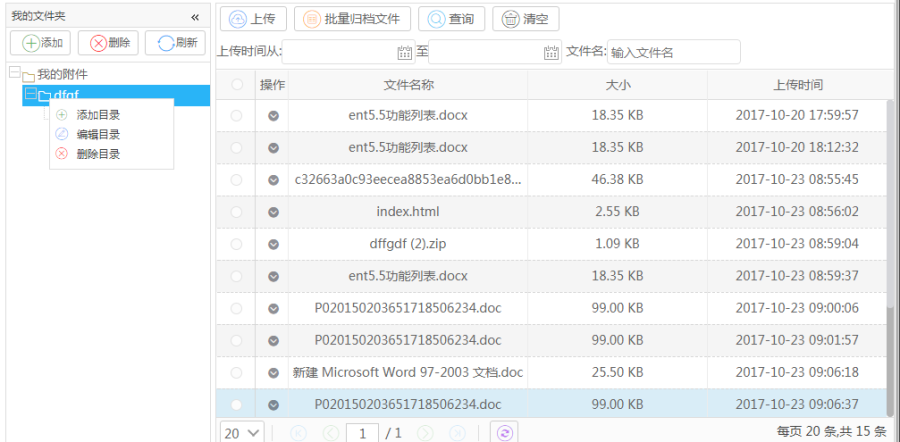 我的文件夹 «
添加 删除 刷新
我的附件
dfgf
添加目录
编辑目录
删除目录
上传 批量归档文件 查询 清空
上传时间从: 至 文件名: 输入文件名
操作 文件名称 大小 上传时间
ent5.5功能列表.docx 18.35 KB 2017-10-20 17:59:57
ent5.5功能列表.docx 18.35 KB 2017-10-20 18:12:32
c32663a0c93eecea8853ea6d0bb1e8... 46.38 KB 2017-10-23 08:55:45
index.html 2.55 KB 2017-10-23 08:56:02
dffgdf (2).zip 1.09 KB 2017-10-23 08:59:04
ent5.5功能列表.docx 18.35 KB 2017-10-23 08:59:37
P020150203651718506234.doc 99.00 KB 2017-10-23 09:00:06
P020150203651718506234.doc 99.00 KB 2017-10-23 09:01:57
新建 Microsoft Word 97-2003 文档.doc 25.50 KB 2017-10-23 09:06:18
P020150203651718506234.doc 99.00 KB 2017-10-23 09:06:37
20 1 / 1 每页 20 条,共 15 条